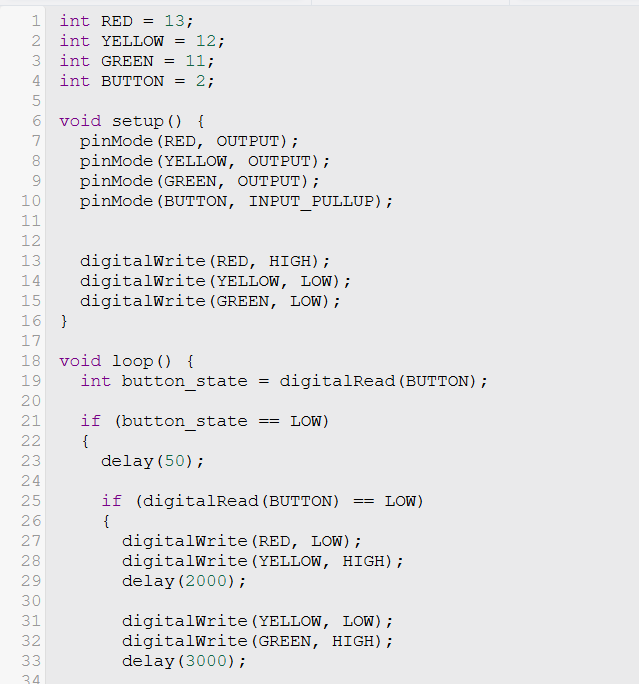 1 int RED = 13;
2 int YELLOW = 12;
3 int GREEN = 11;
4 int BUTTON = 2;
5
6 void setup() {
7   pinMode(RED, OUTPUT);
8   pinMode(YELLOW, OUTPUT);
9   pinMode(GREEN, OUTPUT);
10   pinMode(BUTTON, INPUT_PULLUP);
11
12
13   digitalWrite(RED, HIGH);
14   digitalWrite(YELLOW, LOW);
15   digitalWrite(GREEN, LOW);
16 }
17
18 void loop() {
19   int button_state = digitalRead(BUTTON);
20
21   if (button_state == LOW)
22   {
23     delay(50);
24
25     if (digitalRead(BUTTON) == LOW)
26     {
27       digitalWrite(RED, LOW);
28       digitalWrite(YELLOW, HIGH);
29       delay(2000);
30
31       digitalWrite(YELLOW, LOW);
32       digitalWrite(GREEN, HIGH);
33       delay(3000);
34